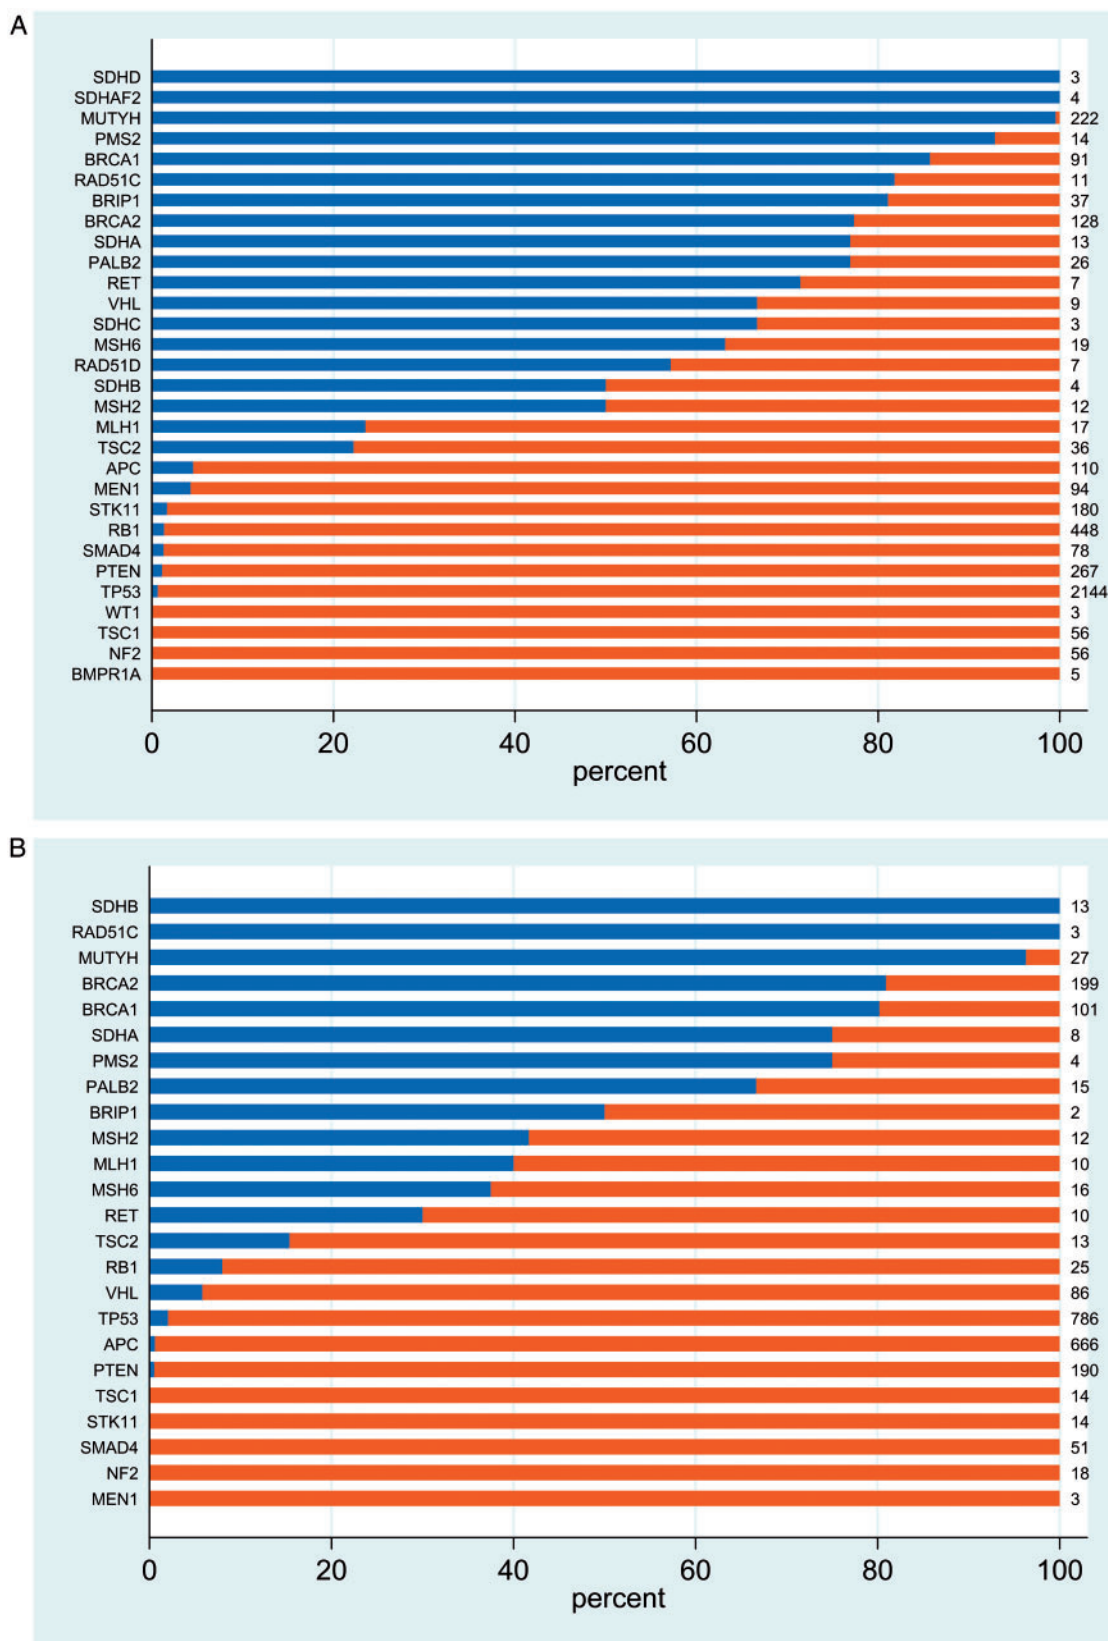 A
SDHD 3
SDHAF2 4
MUTYH 222
PMS2 14
BRCA1 91
RAD51C 11
BRIP1 37
BRCA2 128
SDHA 13
PALB2 26
RET 7
VHL 9
SDHC 3
MSH6 19
RAD51D 7
SDHB 4
MSH2 12
MLH1 17
TSC2 36
APC 110
MEN1 94
STK11 180
RB1 448
SMAD4 78
PTEN 267
TP53 2144
WT1 3
TSC1 56
NF2 56
BMPR1A 5
0 20 40 60 80 100
percent
B
SDHB 13
RAD51C 3
MUTYH 27
BRCA2 199
BRCA1 101
SDHA 8
PMS2 4
PALB2 15
BRIP1 2
MSH2 12
MLH1 10
MSH6 16
RET 10
TSC2 13
RB1 25
VHL 86
TP53 786
APC 666
PTEN 190
TSC1 14
STK11 14
SMAD4 51
NF2 18
MEN1 3
0 20 40 60 80 100
percent